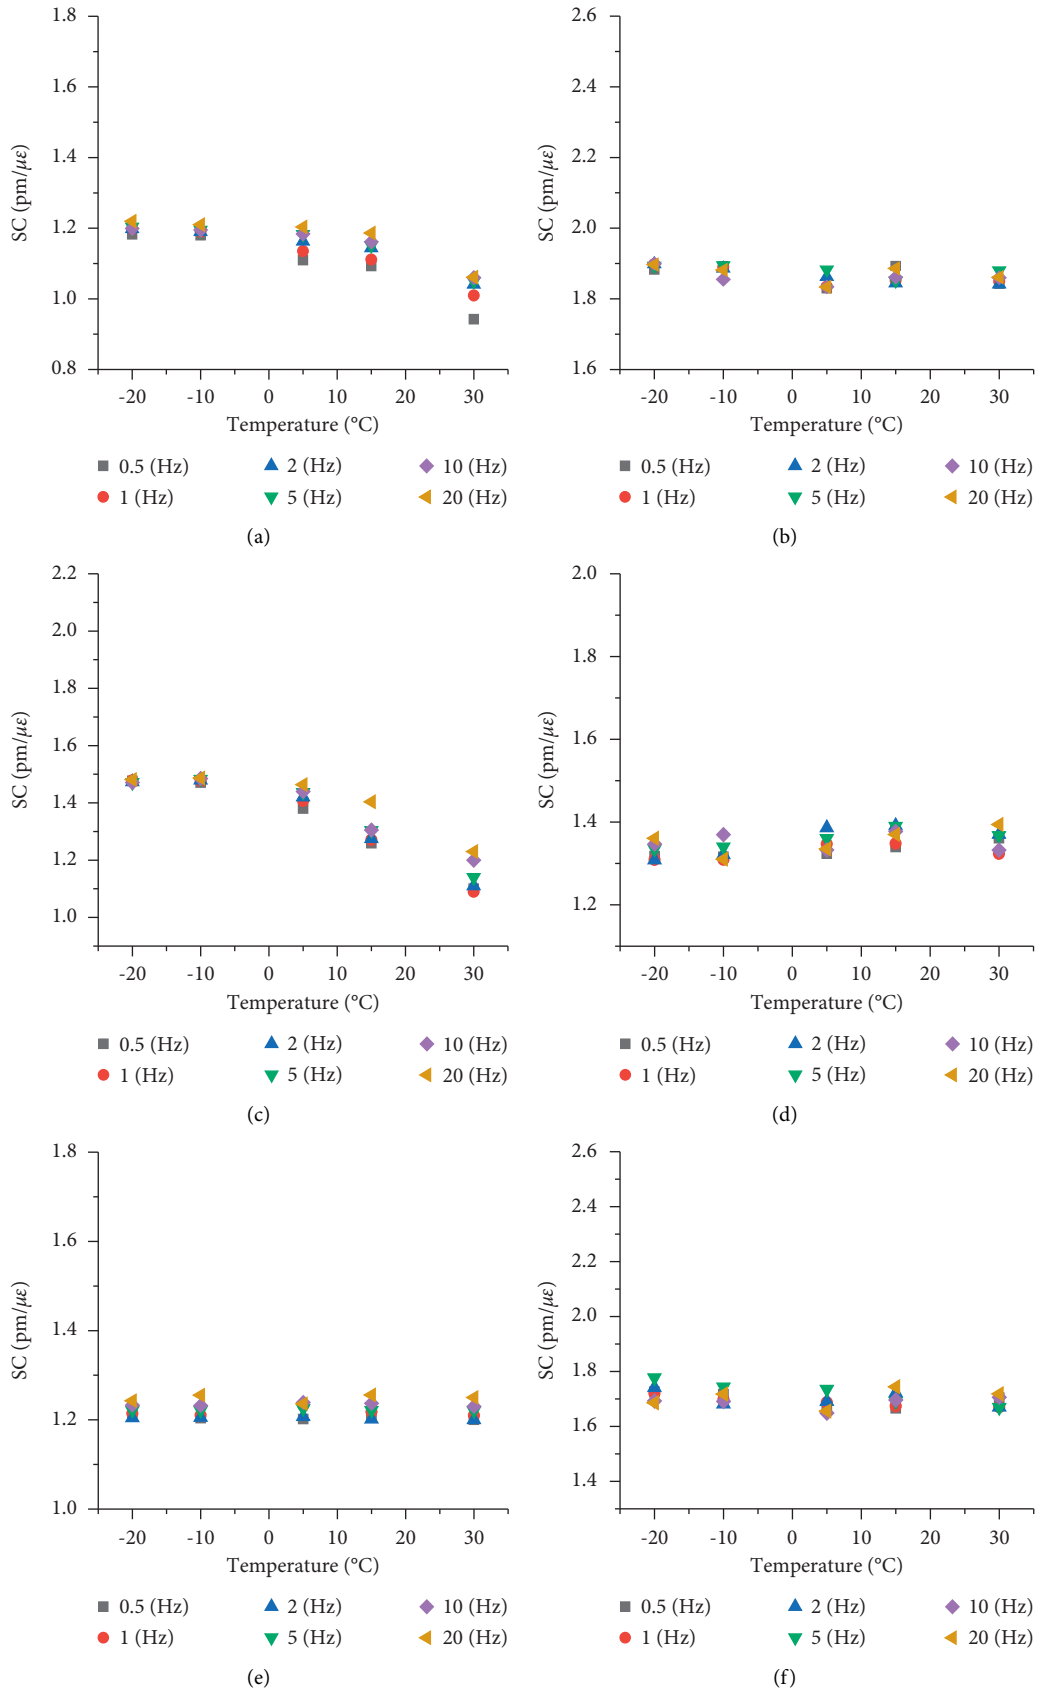 1.8
1.6
1.4
1.2
1.0
0.8
SC (pm/με)
-20 -10 0 10 20 30
Temperature (°C)
0.5 (Hz) 2 (Hz) 10 (Hz)
1 (Hz) 5 (Hz) 20 (Hz)
(a)
2.6
2.4
2.2
2.0
1.8
1.6
SC (pm/με)
-20 -10 0 10 20 30
Temperature (°C)
0.5 (Hz) 2 (Hz) 10 (Hz)
1 (Hz) 5 (Hz) 20 (Hz)
(b)
2.2
2.0
1.8
1.6
1.4
1.2
1.0
SC (pm/με)
-20 -10 0 10 20 30
Temperature (°C)
0.5 (Hz) 2 (Hz) 10 (Hz)
1 (Hz) 5 (Hz) 20 (Hz)
(c)
2.0
1.8
1.6
1.4
1.2
SC (pm/με)
-20 -10 0 10 20 30
Temperature (°C)
0.5 (Hz) 2 (Hz) 10 (Hz)
1 (Hz) 5 (Hz) 20 (Hz)
(d)
1.8
1.6
1.4
1.2
1.0
SC (pm/με)
-20 -10 0 10 20 30
Temperature (°C)
0.5 (Hz) 2 (Hz) 10 (Hz)
1 (Hz) 5 (Hz) 20 (Hz)
(e)
2.6
2.4
2.2
2.0
1.8
1.6
1.4
SC (pm/με)
-20 -10 0 10 20 30
Temperature (°C)
0.5 (Hz) 2 (Hz) 10 (Hz)
1 (Hz) 5 (Hz) 20 (Hz)
(f)